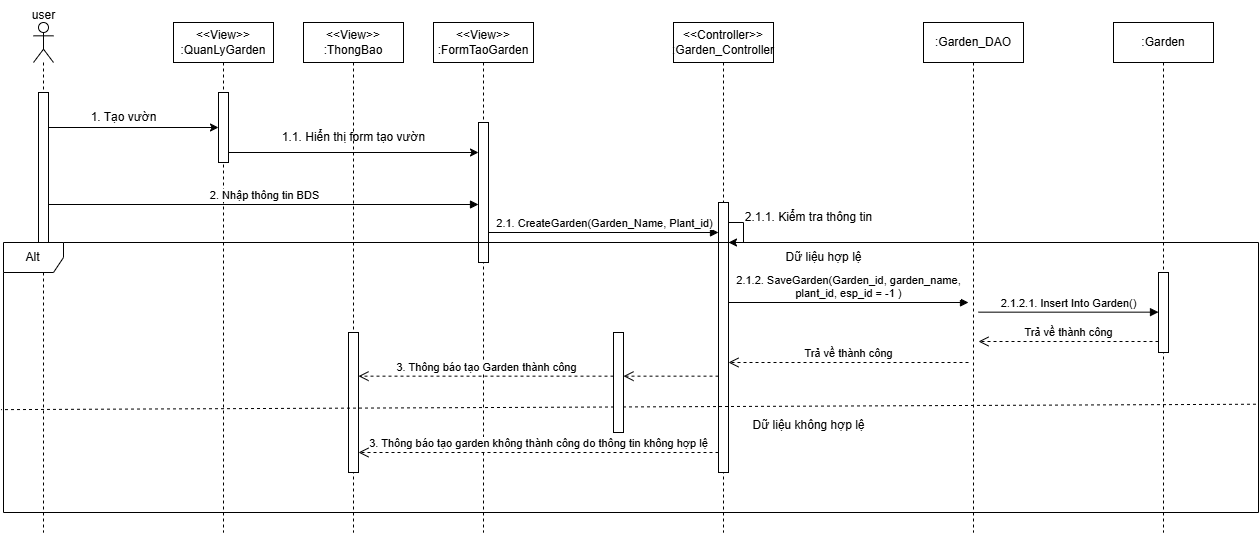 user
<<View>>
:QuanLyGarden
<<View>>
:ThongBao
<<View>>
:FormTaoGarden
<<Controller>>
Garden_Controller
:Garden_DAO
:Garden
1. Tạo vườn
1.1. Hiển thị form tạo vườn
2. Nhập thông tin BDS
2.1. CreateGarden(Garden_Name, Plant_id)
2.1.1. Kiểm tra thông tin
Alt
Dữ liệu hợp lệ
2.1.2. SaveGarden(Garden_id, garden_name,
plant_id, esp_id = -1 )
2.1.2.1. Insert Into Garden()
Trả về thành công
Trả về thành công
3. Thông báo tạo Garden thành công
Dữ liệu không hợp lệ
3. Thông báo tạo garden không thành công do thông tin không hợp lệ